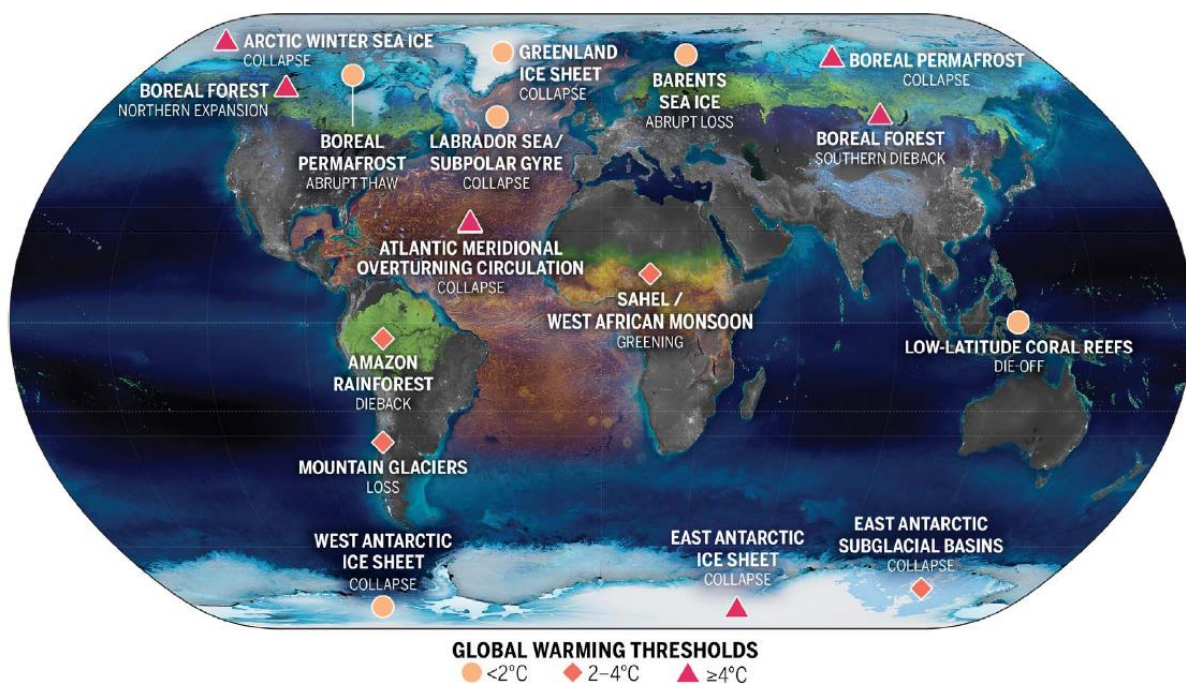 ARCTIC WINTER SEA ICE
COLLAPSE
GREENLAND
ICE SHEET
COLLAPSE
BARENTS
SEA ICE
ABRUPT LOSS
BOREAL PERMAFROST
COLLAPSE
BOREAL FOREST
NORTHERN EXPANSION
BOREAL
PERMAFROST
ABRUPT THAW
LABRADOR SEA/
SUBPOLAR GYRE
COLLAPSE
BOREAL FOREST
SOUTHERN DIEBACK
ATLANTIC MERIDIONAL
OVERTURNING CIRCULATION
COLLAPSE
SAHEL /
WEST AFRICAN MONSOON
GREENING
LOW-LATITUDE CORAL REEFS
DIE-OFF
AMAZON
RAINFOREST
DIEBACK
MOUNTAIN GLACIERS
LOSS
WEST ANTARCTIC
ICE SHEET
COLLAPSE
EAST ANTARCTIC
ICE SHEET
COLLAPSE
EAST ANTARCTIC
SUBGLACIAL BASINS
COLLAPSE
GLOBAL WARMING THRESHOLDS
<2°C 2–4°C ≥4°C